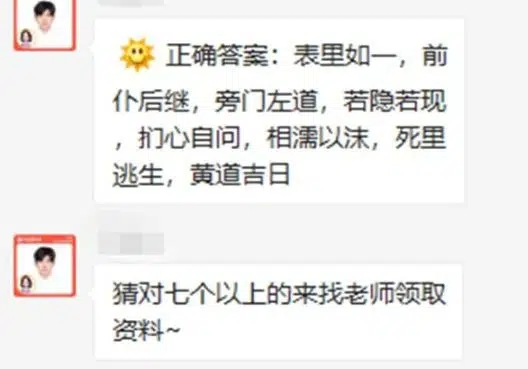 正确答案：表里如一，前
仆后继，旁门左道，若隐若现
，扪心自问，相濡以沫，死里
逃生，黄道吉日
猜对七个以上的来找老师领取
资料~